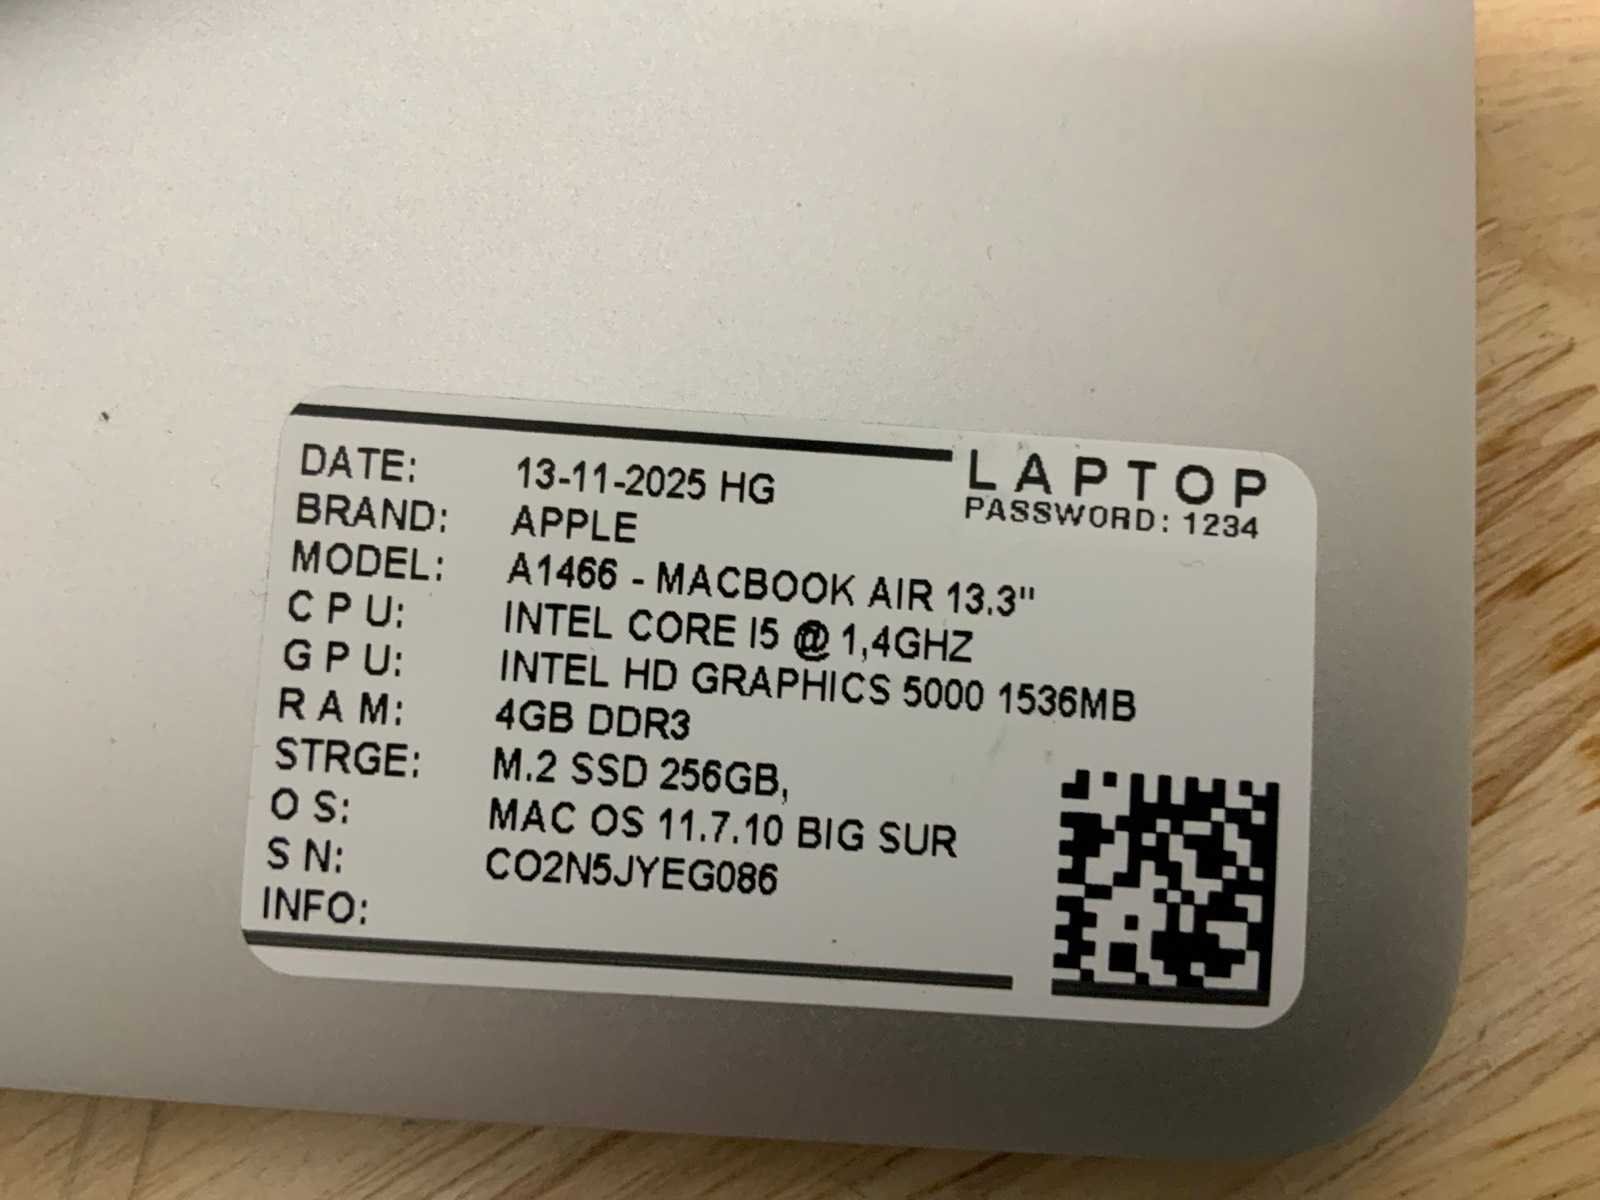 LAPTOP
PASSWORD: 1234
DATE: 13-11-2025 HG
BRAND: APPLE
MODEL: A1466 - MACBOOK AIR 13.3"
C P U: INTEL CORE I5 @ 1,4GHZ
G P U: INTEL HD GRAPHICS 5000 1536MB
R A M: 4GB DDR3
STRGE: M.2 SSD 256GB,
O S: MAC OS 11.7.10 BIG SUR
S N: CO2N5JYEG086
INFO: